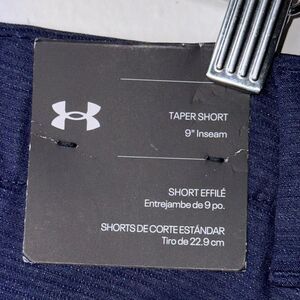 TAPER SHORT
9" Inseam
SHORT EFFILÉ
Entrejambe de 9 po.
SHORTS DE CORTE ESTÁNDAR
Tiro de 22.9 cm